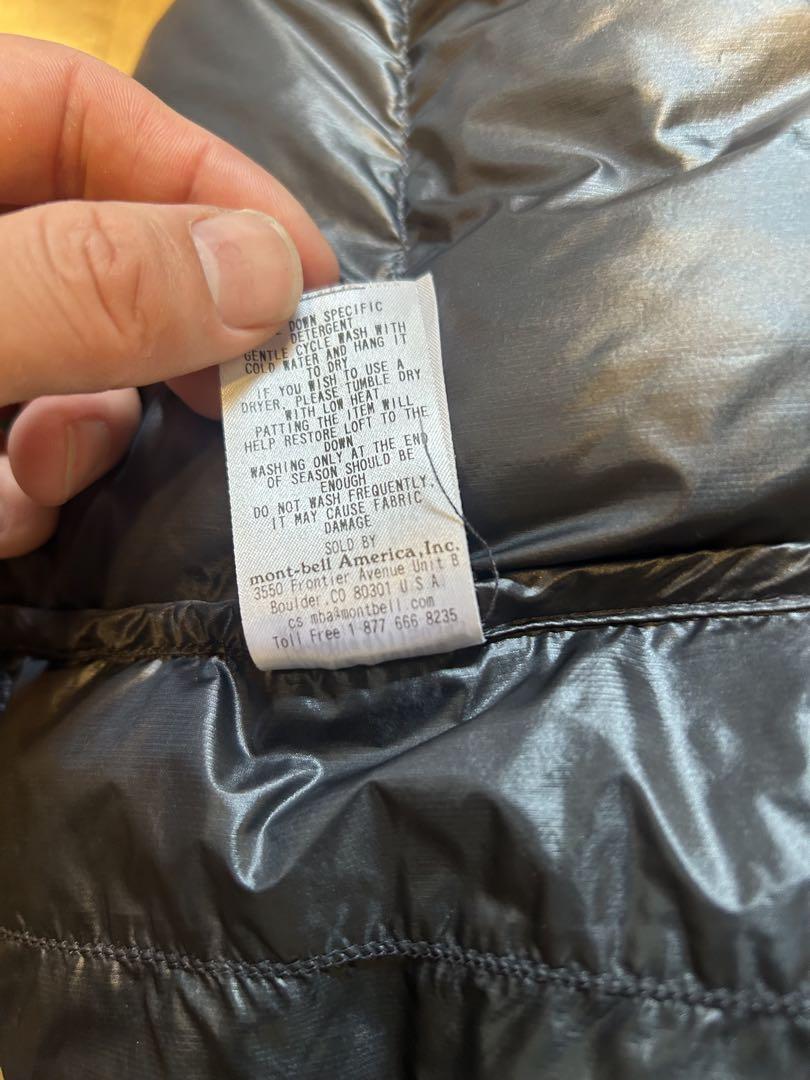 DOWN SPECIFIC
DETERGENT
GENTLE CYCLE WASH WITH
COLD WATER AND HANG IT
TO DRY
IF YOU WISH TO USE A
DRYER, PLEASE TUMBLE DRY
WITH LOW HEAT
PATTING THE ITEM WILL
HELP RESTORE LOFT TO THE
DOWN
WASHING ONLY AT THE END
OF SEASON SHOULD BE
ENOUGH
DO NOT WASH FREQUENTLY,
IT MAY CAUSE FABRIC
DAMAGE
SOLD BY
mont-bell America, Inc.
3550 Frontier Avenue Unit B
Boulder, CO 80301 U S A
cs mba@montbell.com
Toll Free 1 877 666 8235